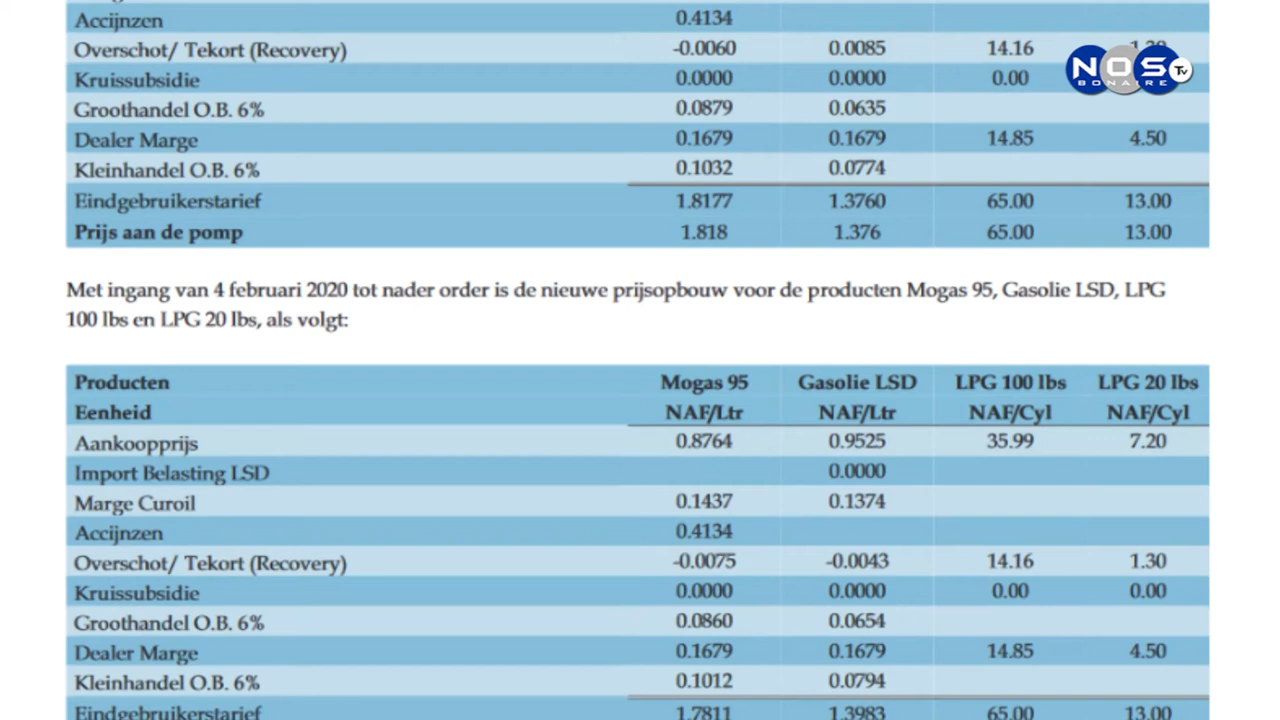 Accijnzen 0.4134
Overschot/ Tekort (Recovery) -0.0060 0.0085 14.16
Kruissubsidie 0.0000 0.0000 0.00
Groothandel O.B. 6% 0.0879 0.0635
Dealer Marge 0.1679 0.1679 14.85 4.50
Kleinhandel O.B. 6% 0.1032 0.0774
Eindgebruikerstarief 1.8177 1.3760 65.00 13.00
Prijs aan de pomp 1.818 1.376 65.00 13.00
NOS Tv
BONAIRE
Met ingang van 4 februari 2020 tot nader order is de nieuwe prijsopbouw voor de producten Mogas 95, Gasolie LSD, LPG
100 lbs en LPG 20 lbs, als volgt:
Producten Mogas 95 Gasolie LSD LPG 100 lbs LPG 20 lbs
Eenheid NAF/Ltr NAF/Ltr NAF/Cyl NAF/Cyl
Aankoopprijs 0.8764 0.9525 35.99 7.20
Import Belasting LSD 0.0000
Marge Curoil 0.1437 0.1374
Accijnzen 0.4134
Overschot/ Tekort (Recovery) -0.0075 -0.0043 14.16 1.30
Kruissubsidie 0.0000 0.0000 0.00 0.00
Groothandel O.B. 6% 0.0860 0.0654
Dealer Marge 0.1679 0.1679 14.85 4.50
Kleinhandel O.B. 6% 0.1012 0.0794
Eindgebruikerstarief 1.7811 1.3983 65.00 13.00